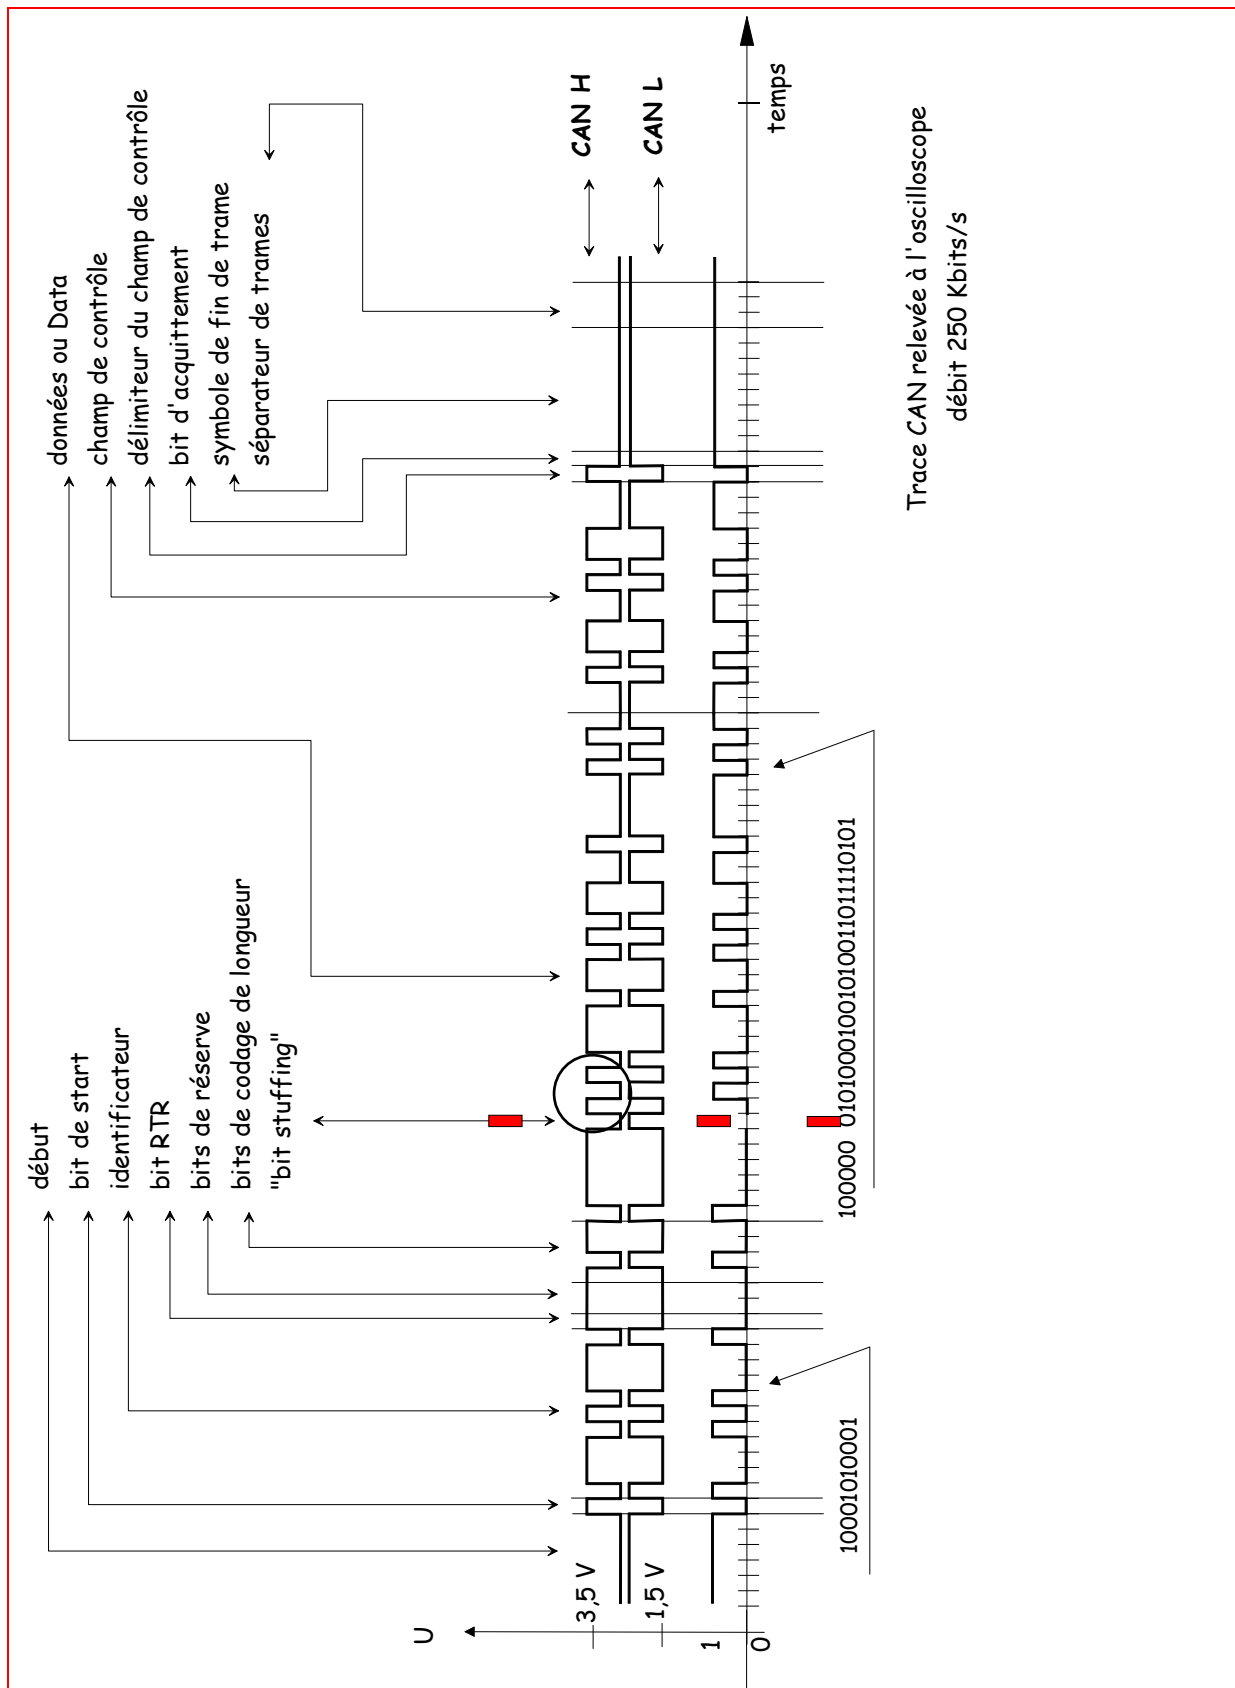 début
bit de start
identificateur
bit RTR
bits de réserve
bits de codage de longueur
"bit stuffing"
données ou Data
champ de contrôle
délimiteur du champ de contrôle
bit d'acquittement
symbole de fin de trame
séparateur de trames
U
3,5 V
1,5 V
1
0
CAN H
CAN L
temps
10001010001
100000 0101000100101001101110101
Trace CAN relevée à l'oscilloscope
débit 250 Kbits/s